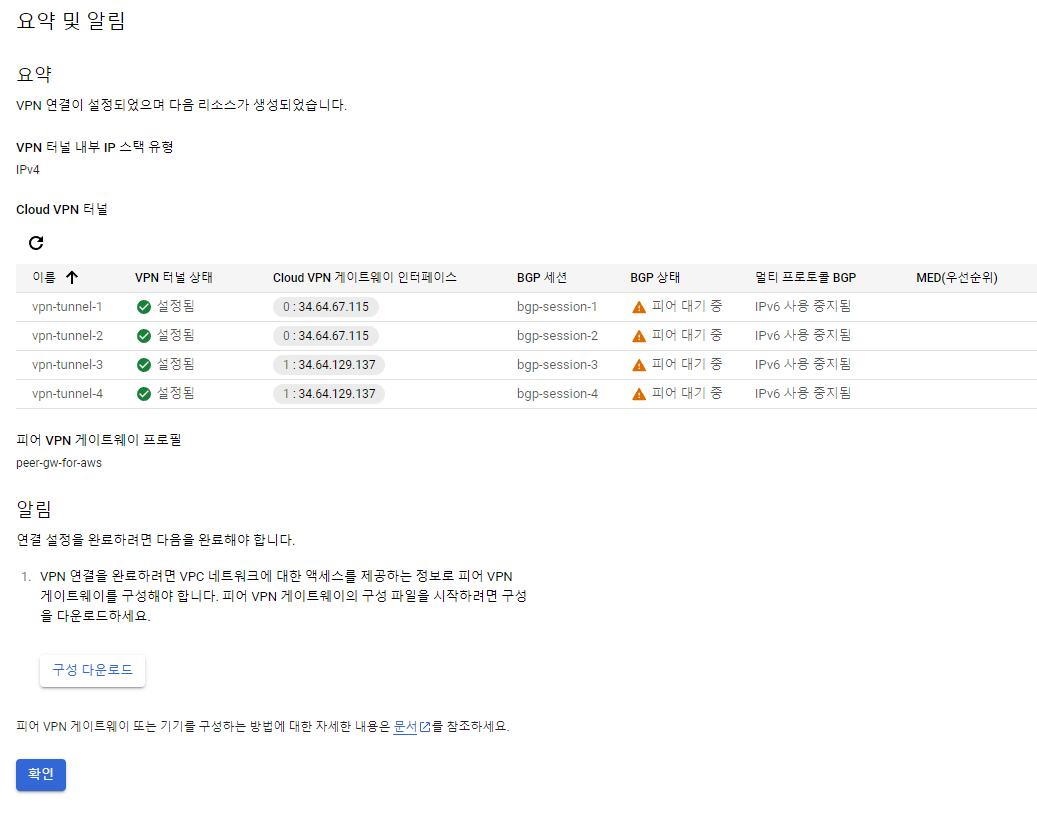 요약 및 알림
요약
VPN 연결이 설정되었으며 다음 리소스가 생성되었습니다.
VPN 터널 내부 IP 스택 유형
IPv4
Cloud VPN 터널
이름 VPN 터널 상태 Cloud VPN 게이트웨이 인터페이스 BGP 세션 BGP 상태 멀티 프로토콜 BGP MED(우선순위)
vpn-tunnel-1 설정됨 0 : 34.64.67.115 bgp-session-1 피어 대기 중 IPv6 사용 중지됨
vpn-tunnel-2 설정됨 0 : 34.64.67.115 bgp-session-2 피어 대기 중 IPv6 사용 중지됨
vpn-tunnel-3 설정됨 1 : 34.64.129.137 bgp-session-3 피어 대기 중 IPv6 사용 중지됨
vpn-tunnel-4 설정됨 1 : 34.64.129.137 bgp-session-4 피어 대기 중 IPv6 사용 중지됨
피어 VPN 게이트웨이 프로필
peer-gw-for-aws
알림
연결 설정을 완료하려면 다음을 완료해야 합니다.
1. VPN 연결을 완료하려면 VPC 네트워크에 대한 액세스를 제공하는 정보로 피어 VPN
게이트웨이를 구성해야 합니다. 피어 VPN 게이트웨이의 구성 파일을 시작하려면 구성
을 다운로드하세요.
구성 다운로드
피어 VPN 게이트웨이 또는 기기를 구성하는 방법에 대한 자세한 내용은 문서를 참조하세요.
확인